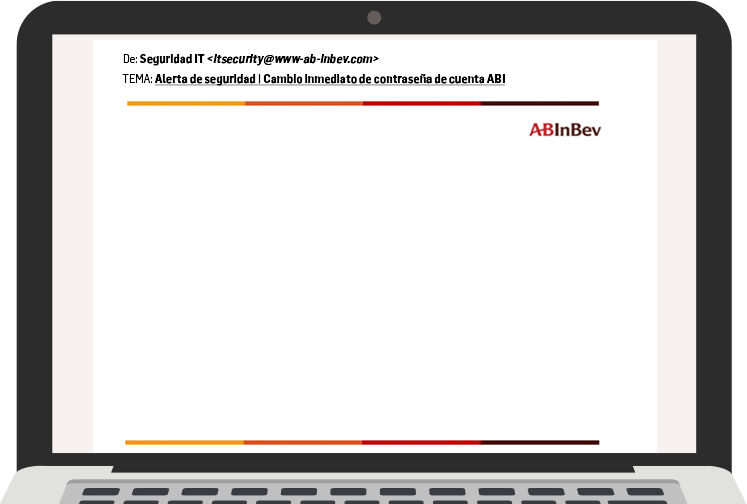 De: Seguridad IT <itsecurity@www-ab-inbev.com>
TEMA: Alerta de seguridad | Cambio inmediato de contraseña de cuenta ABI
ABInBev